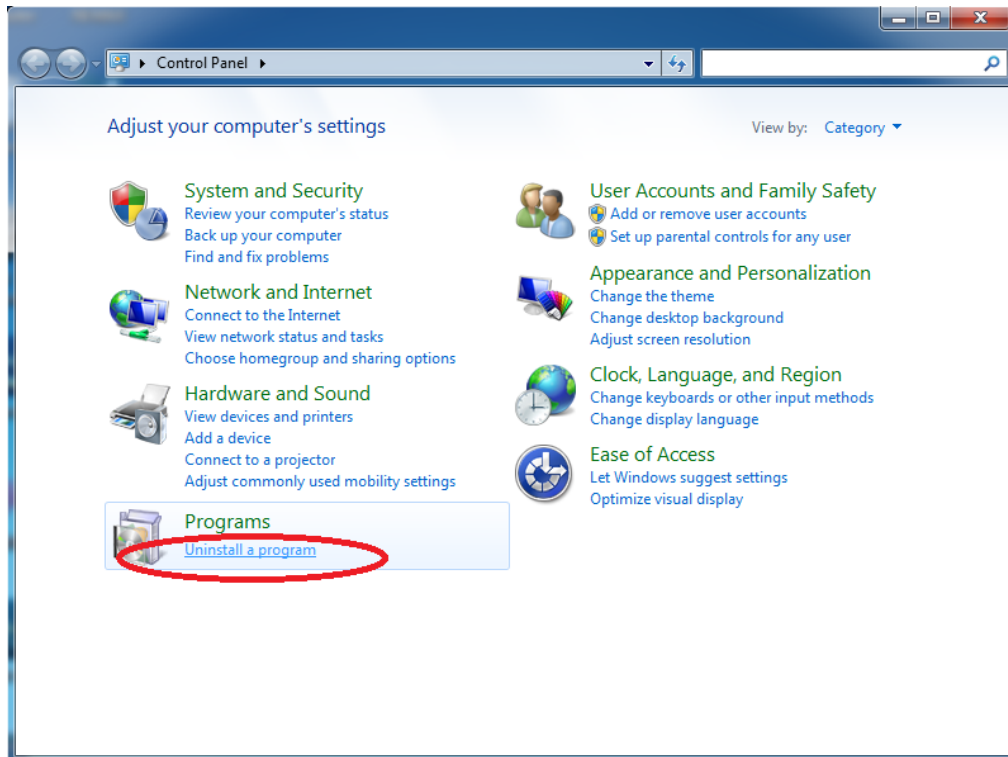 Control Panel
Adjust your computer's settings
View by: Category
System and Security
Review your computer's status
Back up your computer
Find and fix problems
Network and Internet
Connect to the Internet
View network status and tasks
Choose homegroup and sharing options
Hardware and Sound
View devices and printers
Add a device
Connect to a projector
Adjust commonly used mobility settings
Programs
Uninstall a program
User Accounts and Family Safety
Add or remove user accounts
Set up parental controls for any user
Appearance and Personalization
Change the theme
Change desktop background
Adjust screen resolution
Clock, Language, and Region
Change keyboards or other input methods
Change display language
Ease of Access
Let Windows suggest settings
Optimize visual display